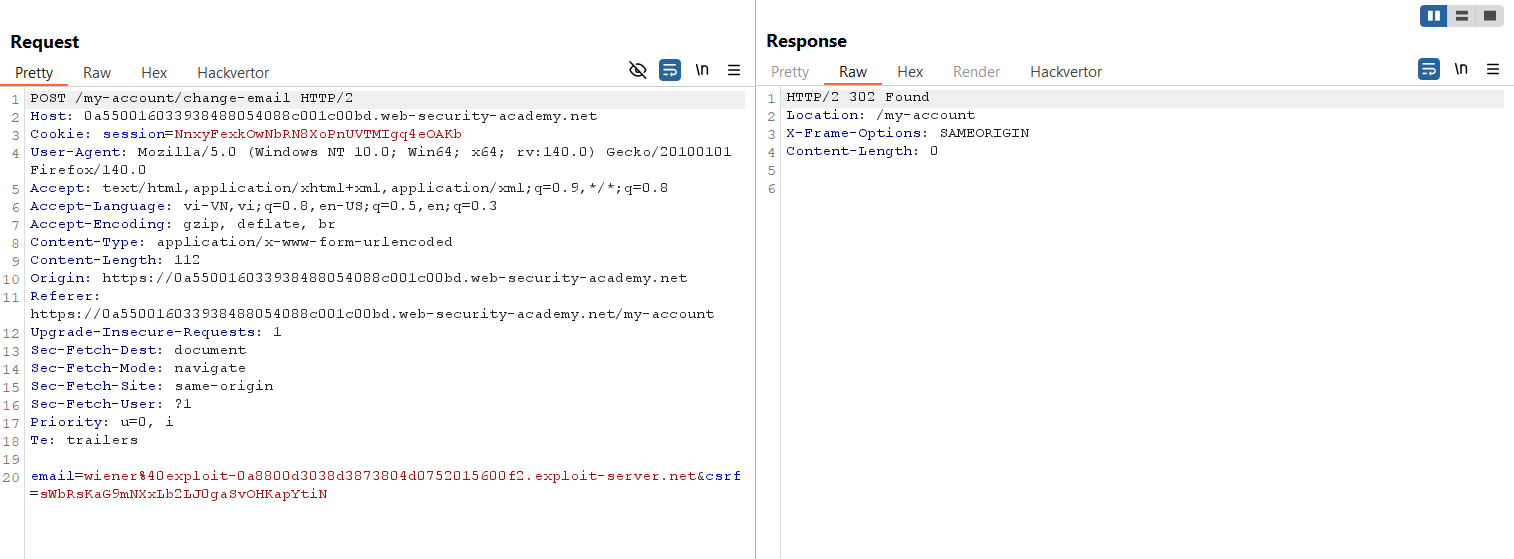 Request
Pretty Raw Hex Hackvertor
\n
1 POST /my-account/change-email HTTP/2
2 Host: 0a550016033938488054088c001c00bd.web-security-academy.net
3 Cookie: session=NnxyFexkOwNbRN8XoPnUVTMIgq4eOAKb
4 User-Agent: Mozilla/5.0 (Windows NT 10.0; Win64; x64; rv:140.0) Gecko/20100101
Firefox/140.0
5 Accept: text/html,application/xhtml+xml,application/xml;q=0.9,*/*;q=0.8
6 Accept-Language: vi-VN,vi;q=0.8,en-US;q=0.5,en;q=0.3
7 Accept-Encoding: gzip, deflate, br
8 Content-Type: application/x-www-form-urlencoded
9 Content-Length: 112
10 Origin: https://0a550016033938488054088c001c00bd.web-security-academy.net
11 Referer:
https://0a550016033938488054088c001c00bd.web-security-academy.net/my-account
12 Upgrade-Insecure-Requests: 1
13 Sec-Fetch-Dest: document
14 Sec-Fetch-Mode: navigate
15 Sec-Fetch-Site: same-origin
16 Sec-Fetch-User: ?1
17 Priority: u=0, i
18 Te: trailers
19
20 email=wiener%40exploit-0a8800d3038d3873804d0752015600f2.exploit-server.net&csrf
=sWbRsKaG9mNXxLb2LJ0gaSvOHKapYtiN
Response
Pretty Raw Hex Render Hackvertor
\n
1 HTTP/2 302 Found
2 Location: /my-account
3 X-Frame-Options: SAMEORIGIN
4 Content-Length: 0
5
6